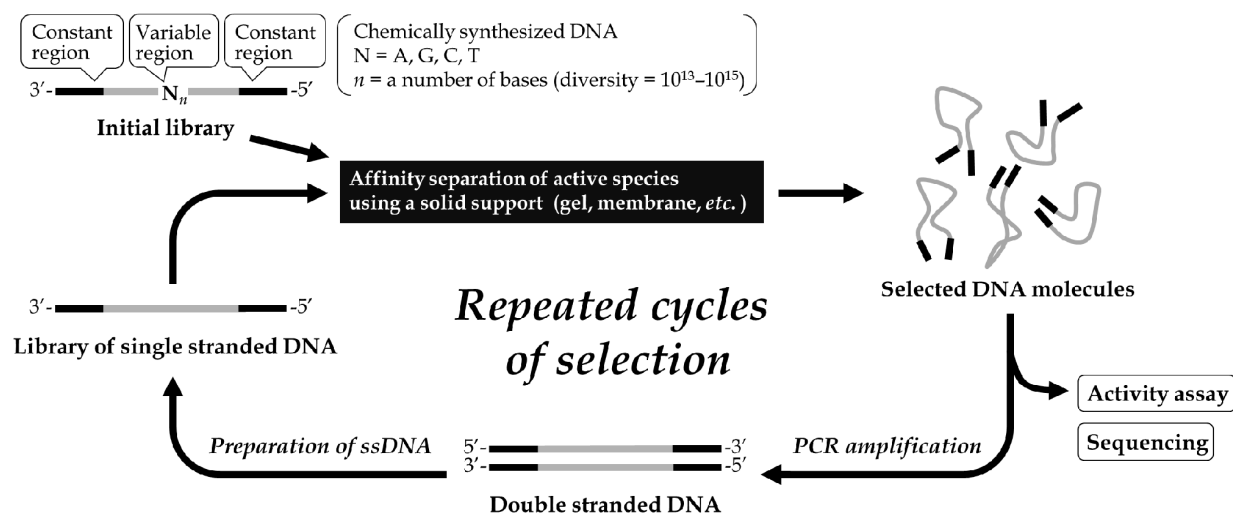 Constant
region
Variable
region
Constant
region
Chemically synthesized DNA
N = A, G, C, T
n = a number of bases (diversity = 10¹³–10¹⁵)
3′-
Nₙ
-5′
Initial library
Affinity separation of active species
using a solid support (gel, membrane, etc. )
Selected DNA molecules
3′-
-5′
Library of single stranded DNA
Repeated cycles
of selection
Activity assay
Sequencing
PCR amplification
Preparation of ssDNA
5′-
-3′
3′-
-5′
Double stranded DNA